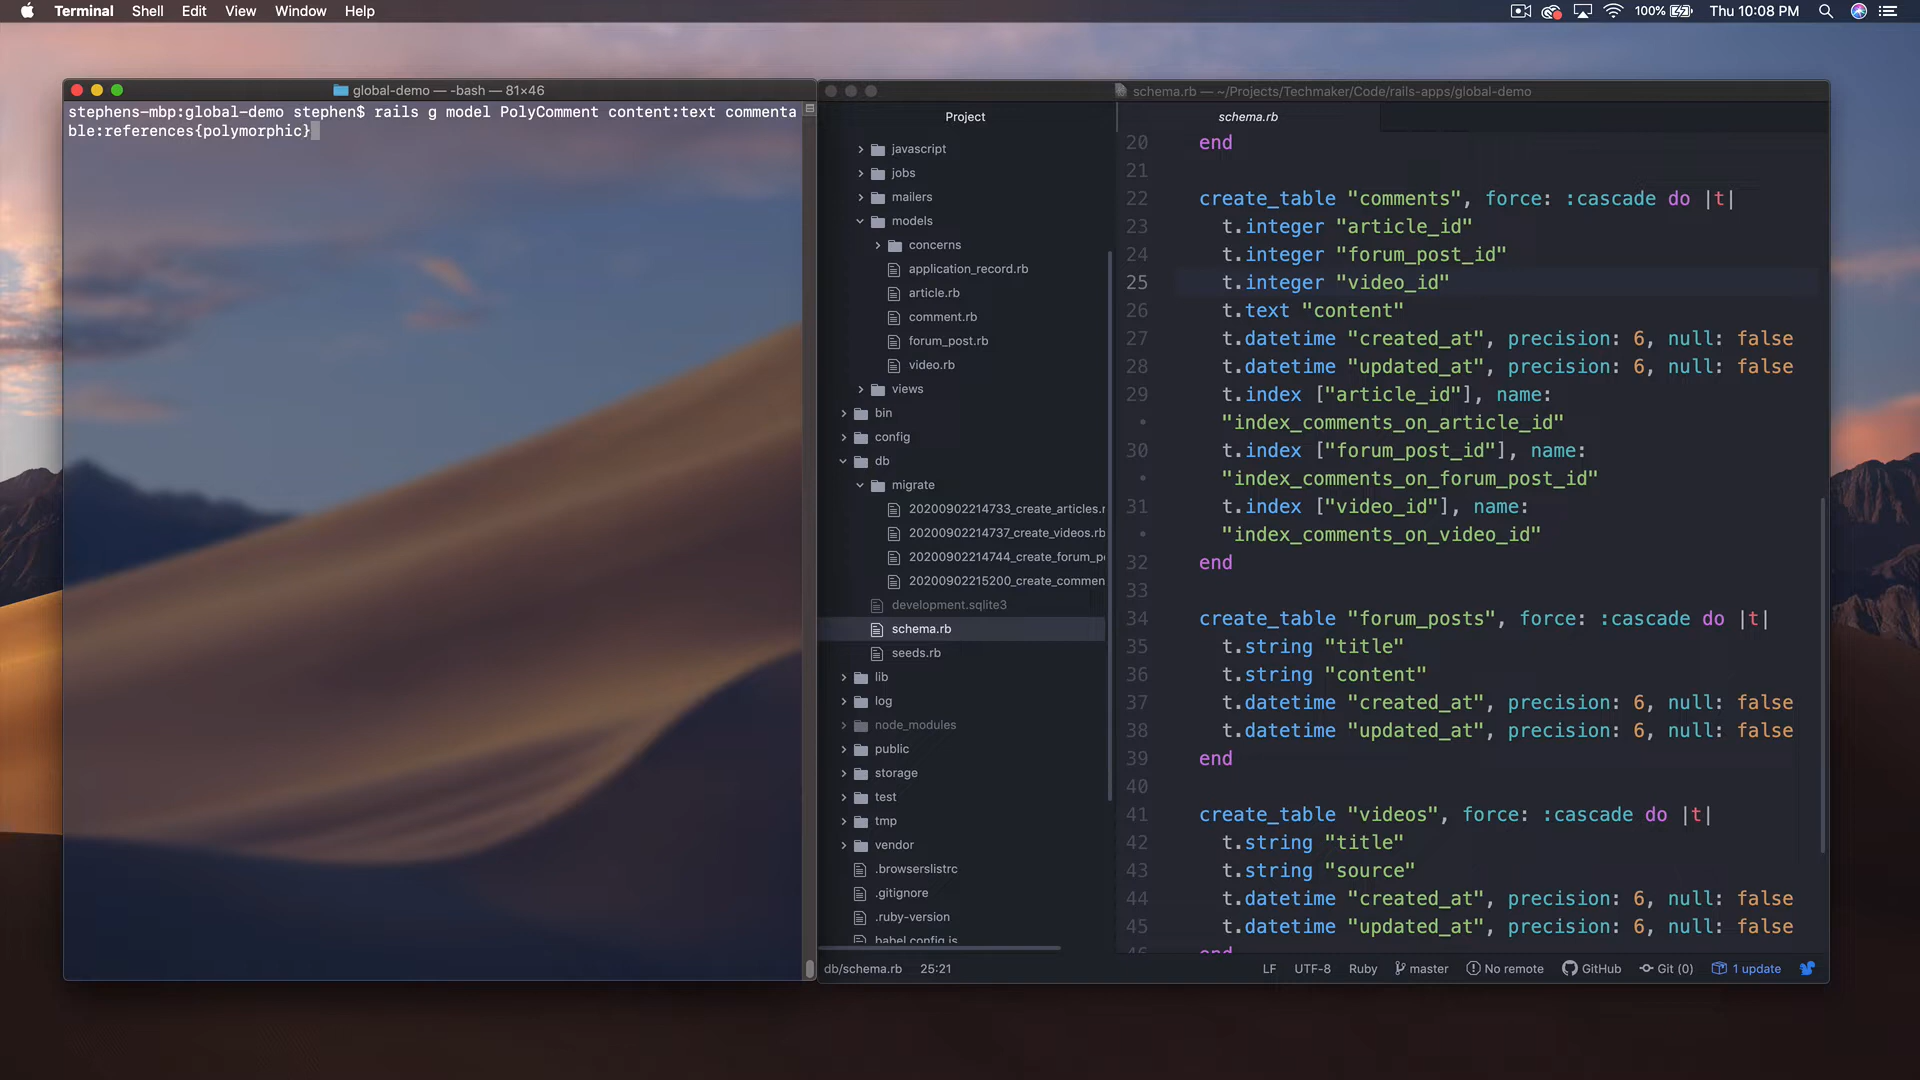 Terminal Shell Edit View Window Help 100% Thu 10:08 PM
global-demo — -bash — 81×46
stephens-mbp:global-demo stephen$ rails g model PolyComment content:text commenta
ble:references{polymorphic}
schema.rb — ~/Projects/Techmaker/Code/rails-apps/global-demo
Project
javascript
jobs
mailers
models
concerns
application_record.rb
article.rb
comment.rb
forum_post.rb
video.rb
views
bin
config
db
migrate
20200902214733_create_articles.r
20200902214737_create_videos.rb
20200902214744_create_forum_p
20200902215200_create_commen
development.sqlite3
schema.rb
seeds.rb
lib
log
node_modules
public
storage
test
tmp
vendor
.browserslistrc
.gitignore
.ruby-version
babel.config.js
schema.rb
20 end
21
22 create_table "comments", force: :cascade do |t|
23 t.integer "article_id"
24 t.integer "forum_post_id"
25 t.integer "video_id"
26 t.text "content"
27 t.datetime "created_at", precision: 6, null: false
28 t.datetime "updated_at", precision: 6, null: false
29 t.index ["article_id"], name:
• "index_comments_on_article_id"
30 t.index ["forum_post_id"], name:
• "index_comments_on_forum_post_id"
31 t.index ["video_id"], name:
• "index_comments_on_video_id"
32 end
33
34 create_table "forum_posts", force: :cascade do |t|
35 t.string "title"
36 t.string "content"
37 t.datetime "created_at", precision: 6, null: false
38 t.datetime "updated_at", precision: 6, null: false
39 end
40
41 create_table "videos", force: :cascade do |t|
42 t.string "title"
43 t.string "source"
44 t.datetime "created_at", precision: 6, null: false
45 t.datetime "updated_at", precision: 6, null: false
46 end
db/schema.rb 25:21 LF UTF-8 Ruby master No remote GitHub Git (0) 1 update